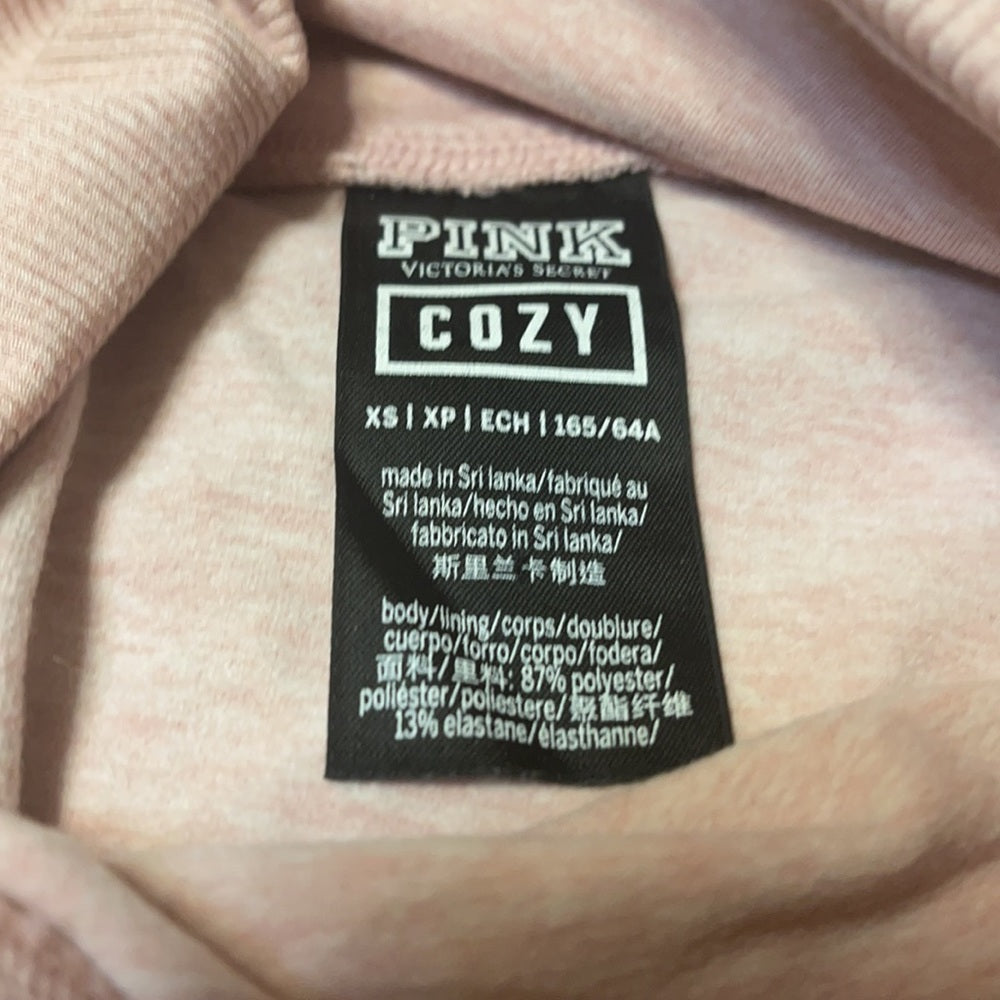 PINK
VICTORIA'S SECRET
COZY
XS | XP | ECH | 165/64A
made in Sri lanka/fabriqué au
Sri lanka/hecho en Sri lanka/
fabbricato in Sri lanka/
斯里兰卡制造
body/lining/corps/doublure/
cuerpo/forro/corpo/fodera/
面料/里料: 87% polyester/
poliéster/poliestere/聚酯纤维
13% elastane/élasthanne/